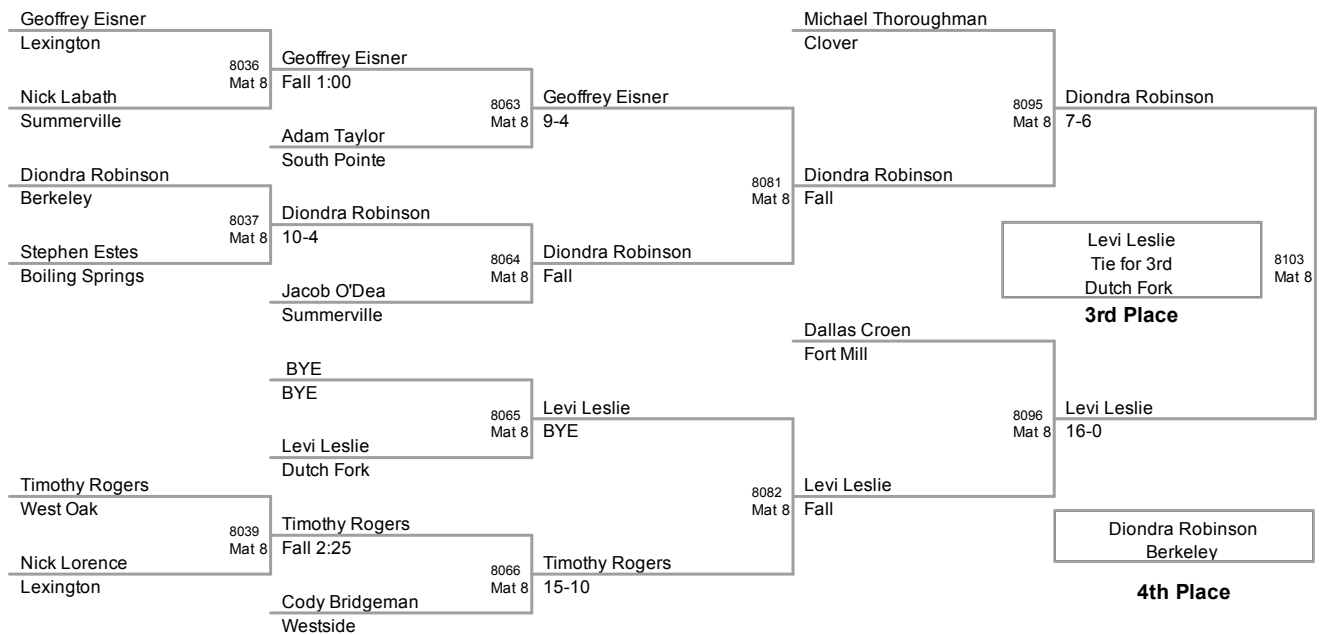 Geoffrey Eisner
Lexington
8036
Mat 8
Nick Labath
Summerville
Geoffrey Eisner
Fall 1:00
8063
Mat 8
Adam Taylor
South Pointe
Geoffrey Eisner
9-4
Diondra Robinson
Berkeley
8037
Mat 8
Stephen Estes
Boiling Springs
Diondra Robinson
10-4
8064
Mat 8
Jacob O'Dea
Summerville
Diondra Robinson
Fall
8081
Mat 8
Michael Thoroughman
Clover
Diondra Robinson
Fall
8095
Mat 8
Diondra Robinson
7-6
Levi Leslie
Tie for 3rd
Dutch Fork
3rd Place
8103
Mat 8
BYE
BYE
8065
Mat 8
Levi Leslie
Dutch Fork
Levi Leslie
BYE
Timothy Rogers
West Oak
8039
Mat 8
Nick Lorence
Lexington
Timothy Rogers
Fall 2:25
8066
Mat 8
Cody Bridgeman
Westside
Timothy Rogers
15-10
8082
Mat 8
Dallas Croen
Fort Mill
Levi Leslie
Fall
8096
Mat 8
Levi Leslie
16-0
Diondra Robinson
Berkeley
4th Place